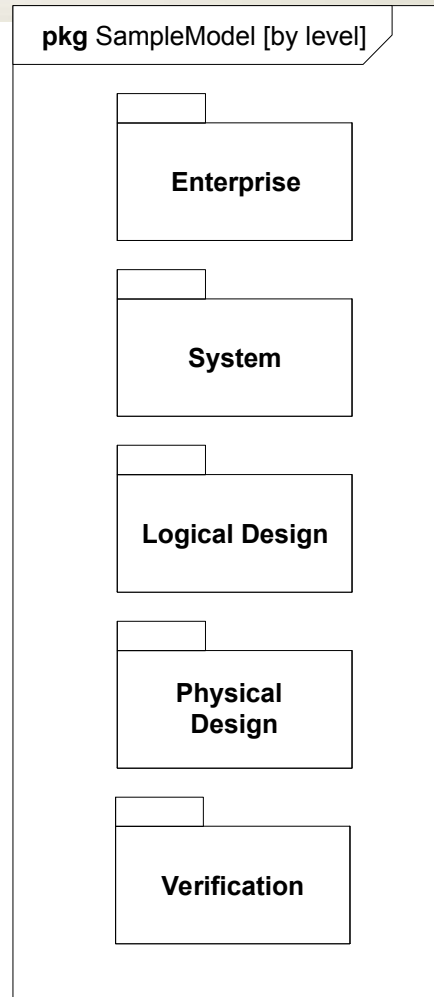 pkg SampleModel [by level]
Enterprise
System
Logical Design
Physical
Design
Verification